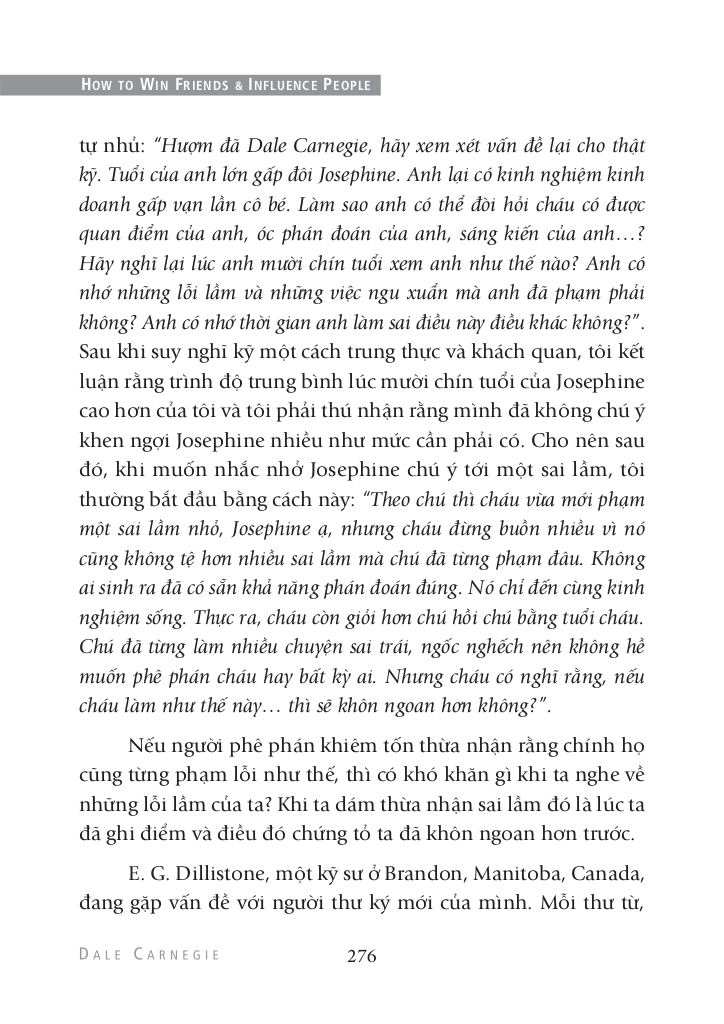 HOW TO WIN FRIENDS & INFLUENCE PEOPLE
tự nhủ: “Hượm đã Dale Carnegie, hãy xem xét vấn đề lại cho thật
kỹ. Tuổi của anh lớn gấp đôi Josephine. Anh lại có kinh nghiệm kinh
doanh gấp vạn lần cô bé. Làm sao anh có thể đòi hỏi cháu có được
quan điểm của anh, óc phán đoán của anh, sáng kiến của anh…?
Hãy nghĩ lại lúc anh mười chín tuổi xem anh như thế nào? Anh có
nhớ những lỗi lầm và những việc ngu xuẩn mà anh đã phạm phải
không? Anh có nhớ thời gian anh làm sai điều này điều khác không?”.
Sau khi suy nghĩ kỹ một cách trung thực và khách quan, tôi kết
luận rằng trình độ trung bình lúc mười chín tuổi của Josephine
cao hơn của tôi và tôi phải thú nhận rằng mình đã không chú ý
khen ngợi Josephine nhiều như mức cần phải có. Cho nên sau
đó, khi muốn nhắc nhở Josephine chú ý tới một sai lầm, tôi
thường bắt đầu bằng cách này: “Theo chú thì cháu vừa mới phạm
một sai lầm nhỏ, Josephine ạ, nhưng cháu đừng buồn nhiều vì nó
cũng không tệ hơn nhiều sai lầm mà chú đã từng phạm đâu. Không
ai sinh ra đã có sẵn khả năng phán đoán đúng. Nó chỉ đến cùng kinh
nghiệm sống. Thực ra, cháu còn giỏi hơn chú hồi chú bằng tuổi cháu.
Chú đã từng làm nhiều chuyện sai trái, ngốc nghếch nên không hề
muốn phê phán cháu hay bất kỳ ai. Nhưng cháu có nghĩ rằng, nếu
cháu làm như thế này… thì sẽ khôn ngoan hơn không?”.
Nếu người phê phán khiêm tốn thừa nhận rằng chính họ
cũng từng phạm lỗi như thế, thì có khó khăn gì khi ta nghe về
những lỗi lầm của ta? Khi ta dám thừa nhận sai lầm đó là lúc ta
đã ghi điểm và điều đó chứng tỏ ta đã khôn ngoan hơn trước.
E. G. Dillistone, một kỹ sư ở Brandon, Manitoba, Canada,
đang gặp vấn đề với người thư ký mới của mình. Mỗi thư từ,
DALE CARNEGIE 276